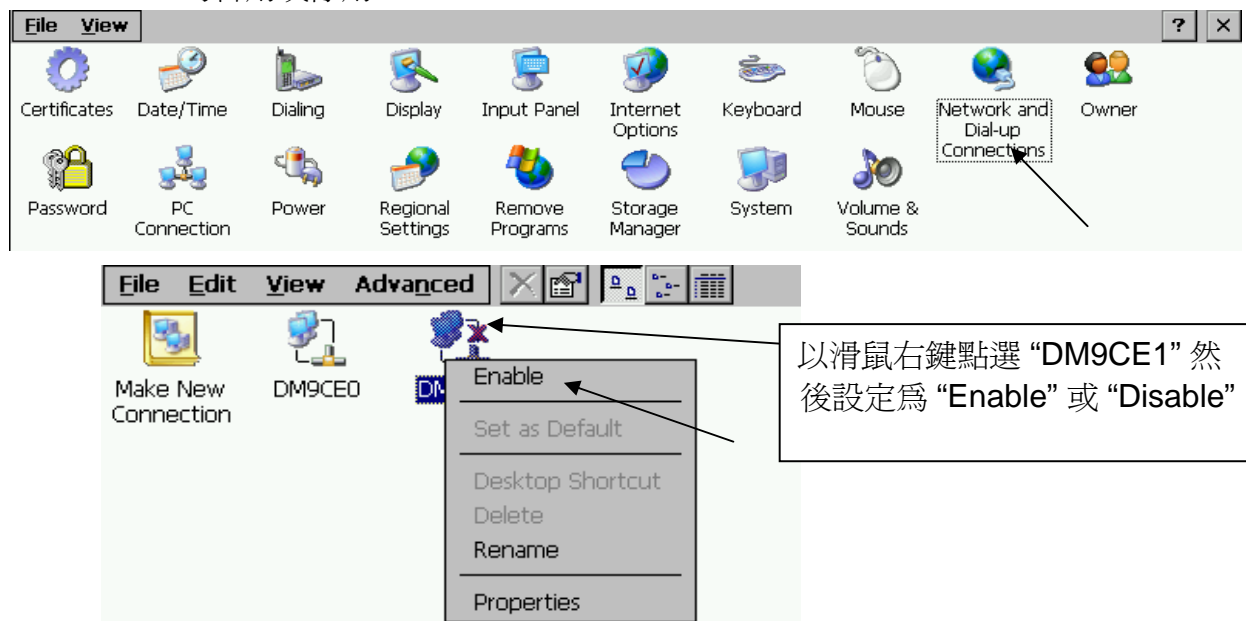 File View ? ×
Certificates Date/Time Dialing Display Input Panel Internet Options Keyboard Mouse Network and Dial-up Connections Owner
Password PC Connection Power Regional Settings Remove Programs Storage Manager System Volume & Sounds
File Edit View Advanced
Make New Connection DM9CE0
Enable
Set as Default
Desktop Shortcut
Delete
Rename
Properties
以滑鼠右鍵點選 “DM9CE1” 然
後設定爲 “Enable” 或 “Disable”